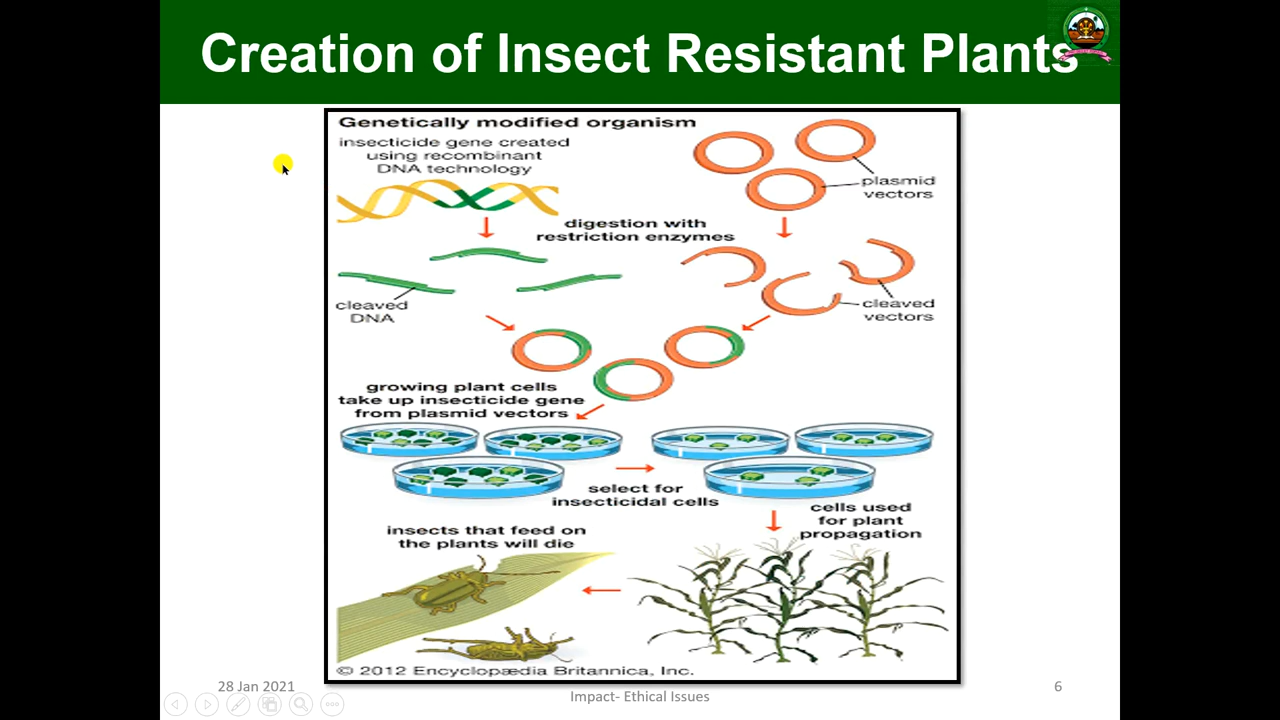 Creation of Insect Resistant Plants
Genetically modified organism
insecticide gene created
using recombinant
DNA technology
plasmid
vectors
digestion with
restriction enzymes
cleaved
DNA
cleaved
vectors
growing plant cells
take up insecticide gene
from plasmid vectors
select for
insecticidal cells
cells used
for plant
propagation
insects that feed on
the plants will die
© 2012 Encyclopædia Britannica, Inc.
28 Jan 2021
Impact- Ethical Issues
6